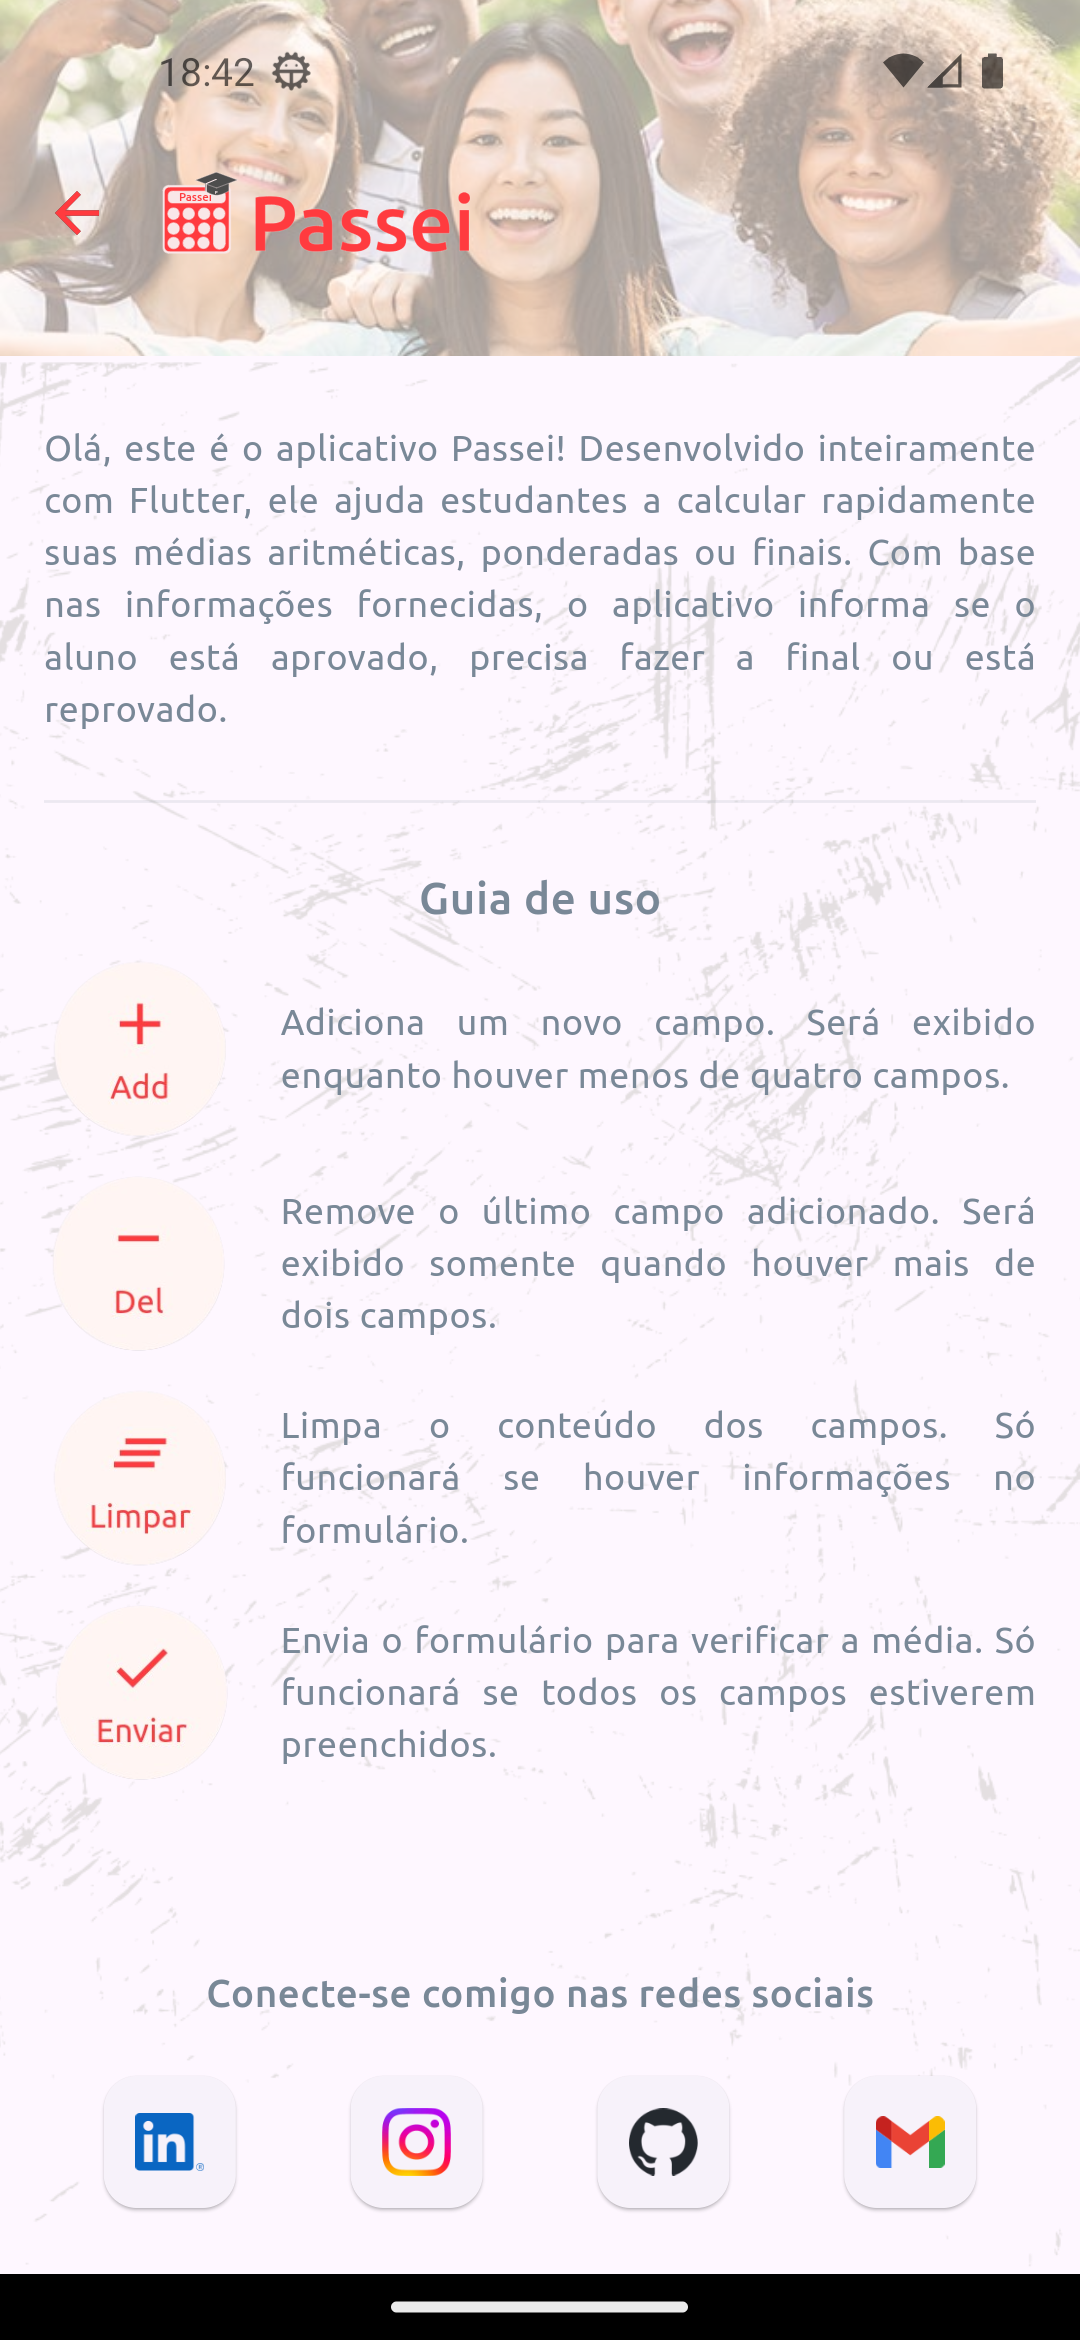 18:42
Passei
Passei
Olá, este é o aplicativo Passei! Desenvolvido inteiramente
com Flutter, ele ajuda estudantes a calcular rapidamente
suas médias aritméticas, ponderadas ou finais. Com base
nas informações fornecidas, o aplicativo informa se o
aluno está aprovado, precisa fazer a final ou está
reprovado.
Guia de uso
Add
Adiciona um novo campo. Será exibido
enquanto houver menos de quatro campos.
Del
Remove o último campo adicionado. Será
exibido somente quando houver mais de
dois campos.
Limpar
Limpa o conteúdo dos campos. Só
funcionará se houver informações no
formulário.
Enviar
Envia o formulário para verificar a média. Só
funcionará se todos os campos estiverem
preenchidos.
Conecte-se comigo nas redes sociais
in®